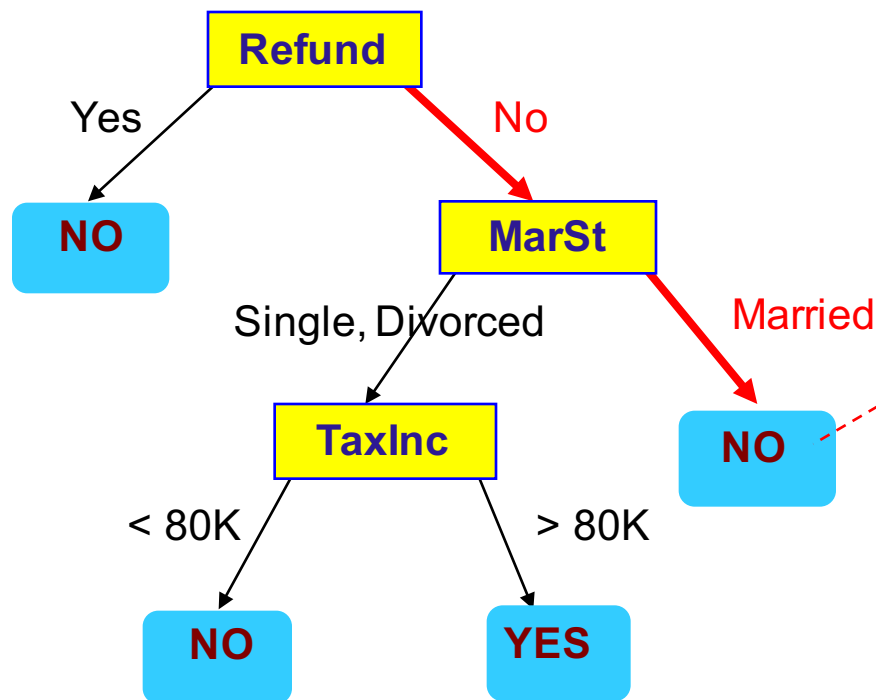 Refund
Yes
No
NO
MarSt
Single, Divorced
Married
TaxInc
NO
< 80K
> 80K
NO
YES